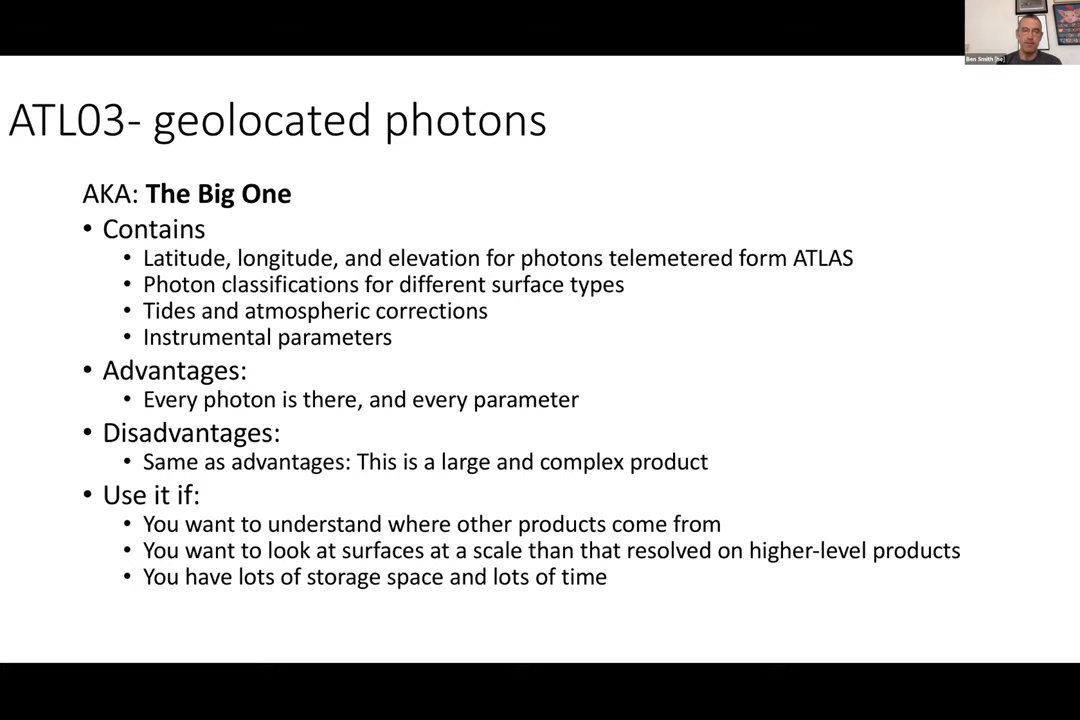 Ben Smith (he)
ATL03- geolocated photons
AKA: The Big One
• Contains
• Latitude, longitude, and elevation for photons telemetered form ATLAS
• Photon classifications for different surface types
• Tides and atmospheric corrections
• Instrumental parameters
• Advantages:
• Every photon is there, and every parameter
• Disadvantages:
• Same as advantages: This is a large and complex product
• Use it if:
• You want to understand where other products come from
• You want to look at surfaces at a scale than that resolved on higher-level products
• You have lots of storage space and lots of time